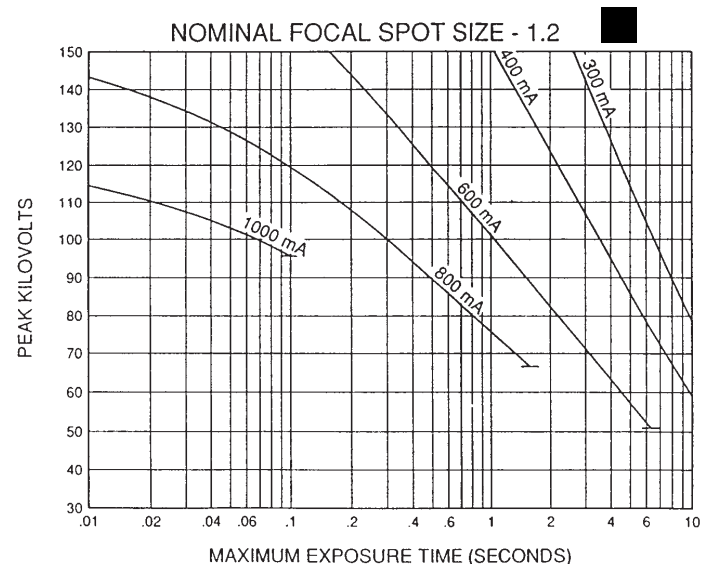 NOMINAL FOCAL SPOT SIZE - 1.2
150
140
130
120
110
100
90
80
70
60
50
40
30
PEAK KILOVOLTS
400 mA
300 mA
600 mA
1000 mA
800 mA
.01 .02 .04 .06 .1 .2 .4 .6 1 2 4 6 10
MAXIMUM EXPOSURE TIME (SECONDS)